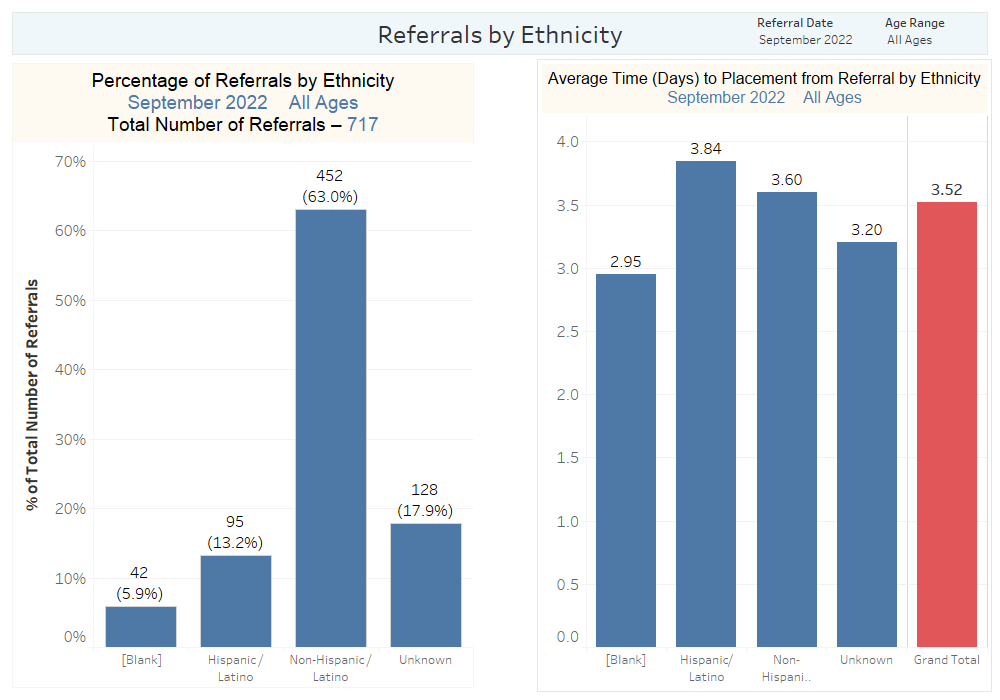 Referrals by Ethnicity
Referral Date
September 2022
Age Range
All Ages
Percentage of Referrals by Ethnicity
September 2022 All Ages
Total Number of Referrals – 717
% of Total Number of Referrals
70%
60%
50%
40%
30%
20%
10%
0%
42
(5.9%)
95
(13.2%)
452
(63.0%)
128
(17.9%)
[Blank]
Hispanic/
Latino
Non-Hispanic/
Latino
Unknown
Average Time (Days) to Placement from Referral by Ethnicity
September 2022 All Ages
4.0
3.5
3.0
2.5
2.0
1.5
1.0
0.5
0.0
2.95
3.84
3.60
3.20
3.52
[Blank]
Hispanic/
Latino
Non-
Hispani..
Unknown
Grand Total